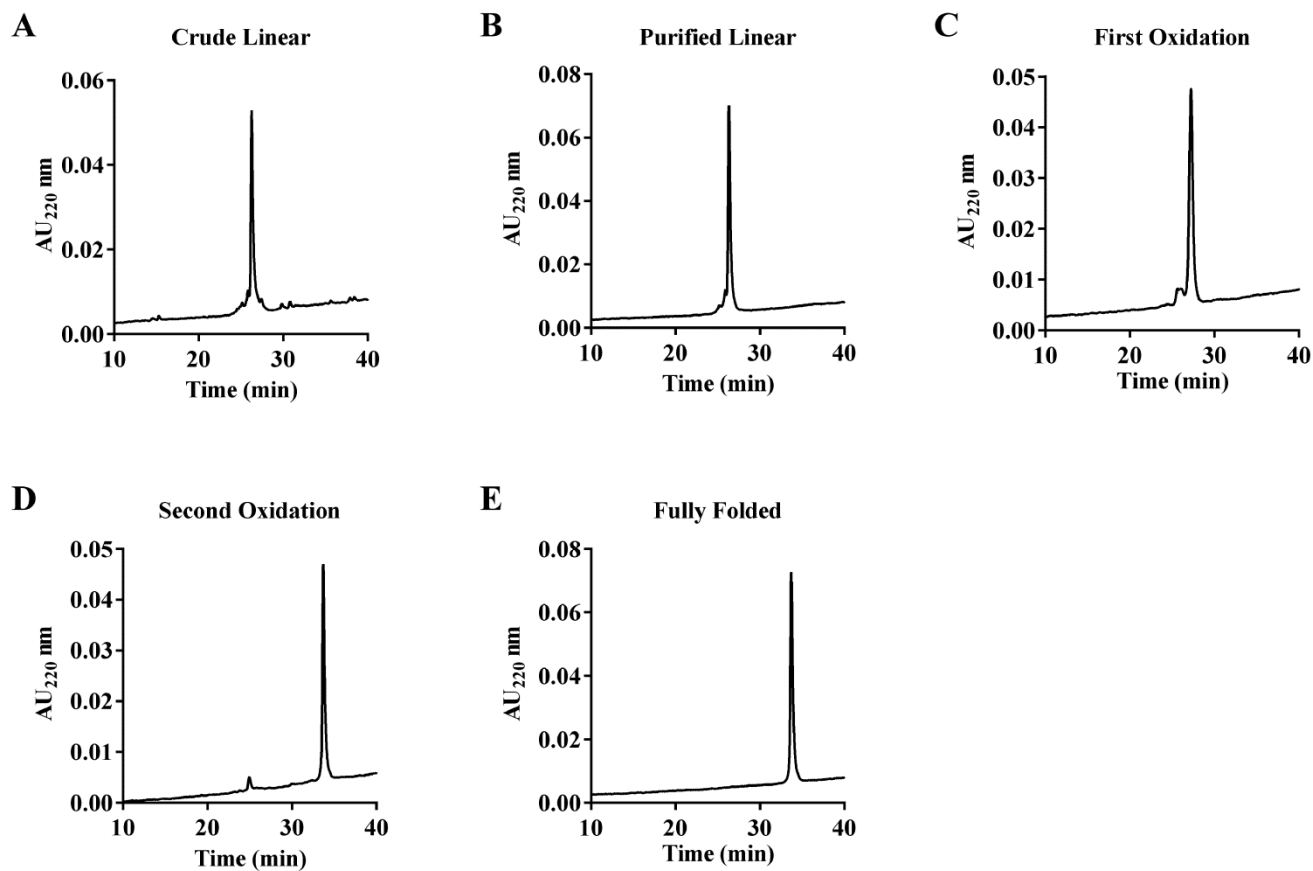 A
Crude Linear
0.06
0.04
0.02
0.00
AU220 nm
10 20 30 40
Time (min)
B
Purified Linear
0.08
0.06
0.04
0.02
0.00
AU220 nm
10 20 30 40
Time (min)
C
First Oxidation
0.05
0.04
0.03
0.02
0.01
0.00
AU220 nm
10 20 30 40
Time (min)
D
Second Oxidation
0.05
0.04
0.03
0.02
0.01
0.00
AU220 nm
10 20 30 40
Time (min)
E
Fully Folded
0.08
0.06
0.04
0.02
0.00
AU220 nm
10 20 30 40
Time (min)